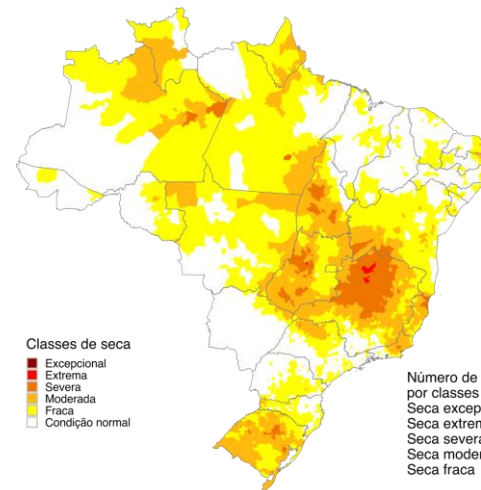 Classes de seca
Excepcional
Extrema
Severa
Moderada
Fraca
Condição normal
Número de
por classes
Seca
Seca
Seca severa
Seca
Seca fraca